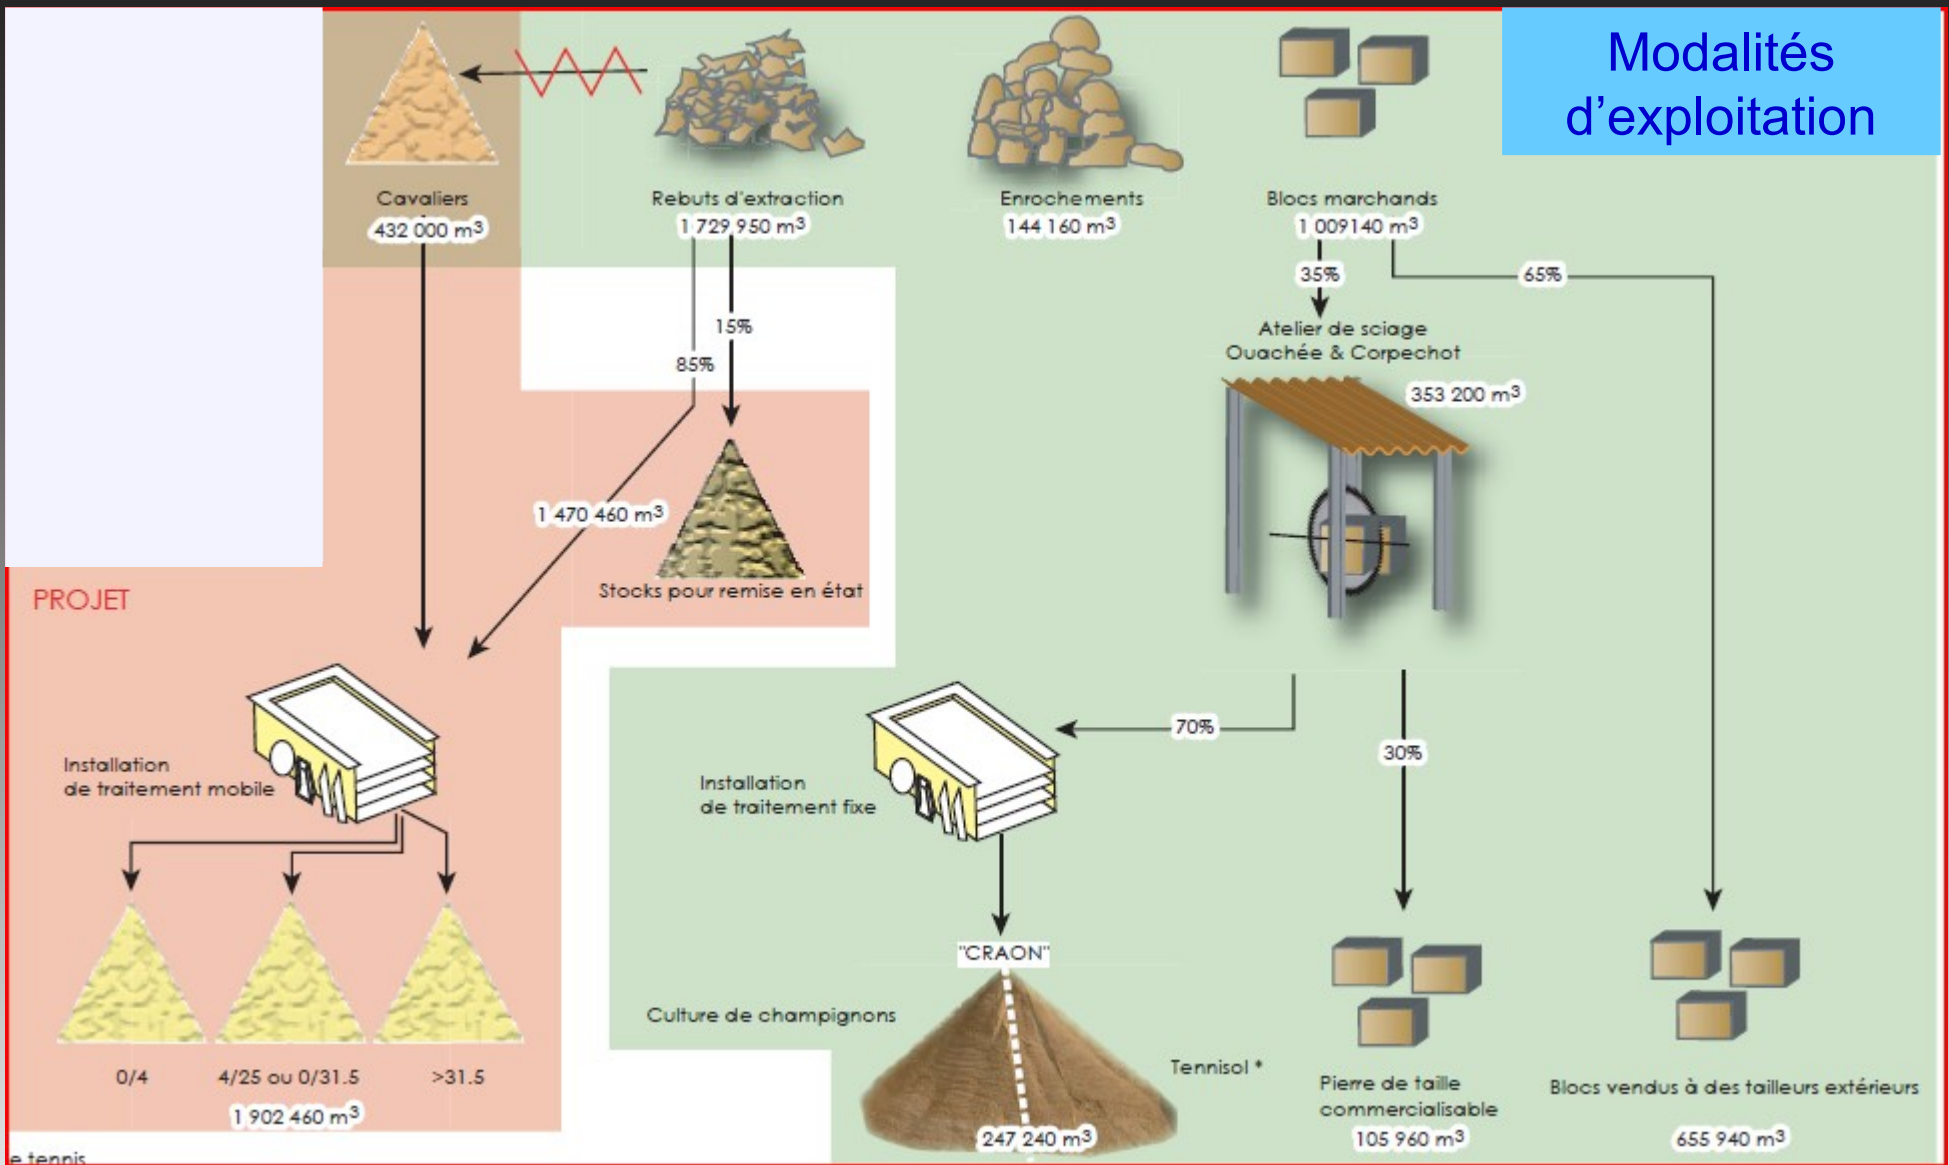 Modalités
d'exploitation
Cavaliers
432 000 m³
Rebuts d'extraction
1 729 950 m³
Enrochements
144 160 m³
Blocs marchands
1 009140 m³
35%
65%
15%
85%
Atelier de sciage
Ouachée & Corpechot
353 200 m³
1 470 460 m³
Stocks pour remise en état
PROJET
70%
30%
Installation
de traitement mobile
Installation
de traitement fixe
"CRAON"
Culture de champignons
Tennisol *
0/4
4/25 ou 0/31.5
>31.5
1 902 460 m³
247 240 m³
Pierre de taille
commercialisable
105 960 m³
Blocs vendus à des tailleurs extérieurs
655 940 m³
e tennis